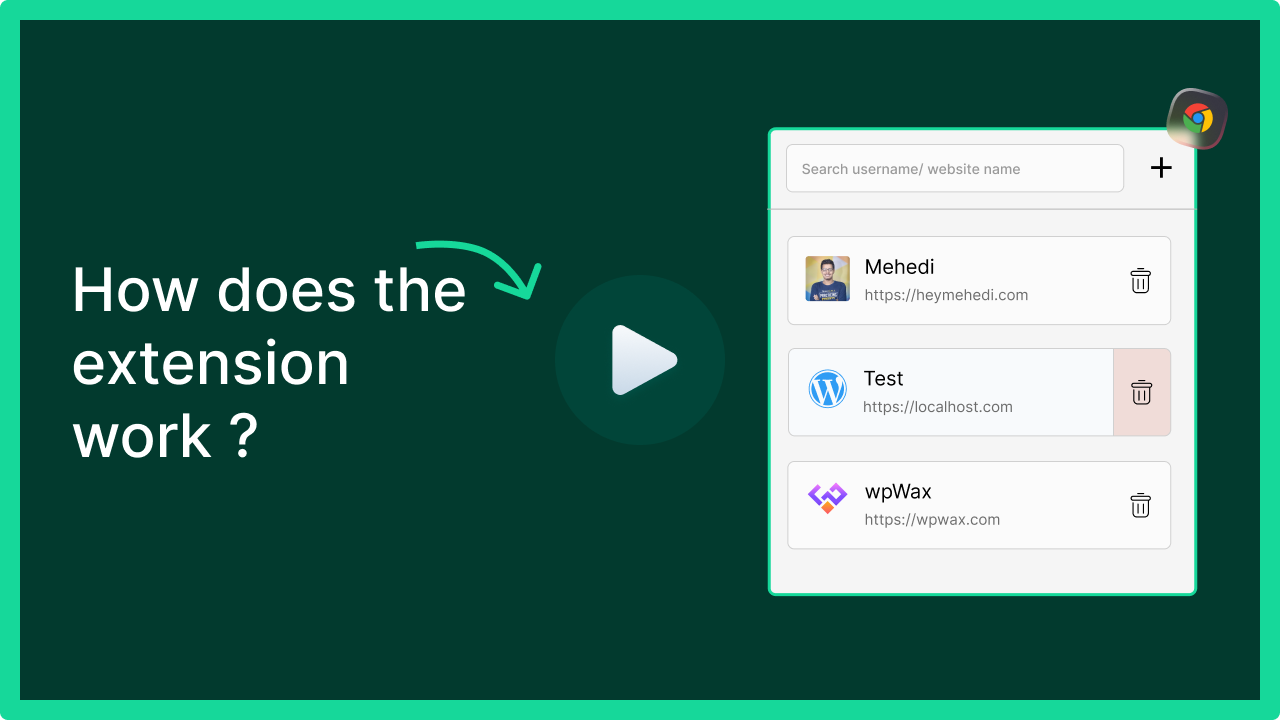 How does the
extension
work ?
Search username/ website name
Mehedi
https://heymehedi.com
Test
https://localhost.com
wpWax
https://wpwax.com